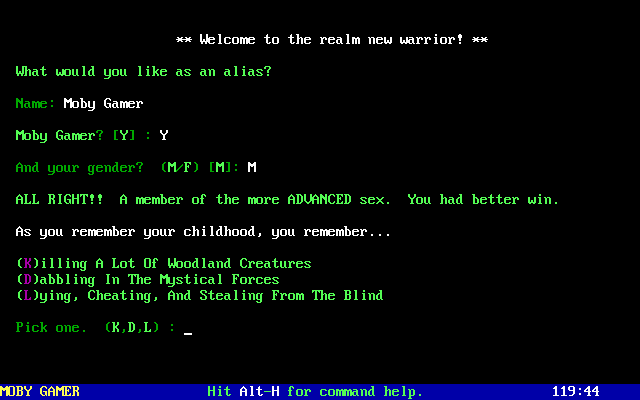 ** Welcome to the realm new warrior! **
What would you like as an alias?
Name: Moby Gamer
Moby Gamer? [Y] : Y
And your gender?  (M/F) [M]: M
ALL RIGHT!!  A member of the more ADVANCED sex.  You had better win.
As you remember your childhood, you remember...
(K)illing A Lot Of Woodland Creatures
(D)abbling In The Mystical Forces
(L)ying, Cheating, And Stealing From The Blind
Pick one.  (K,D,L) : _
MOBY GAMER Hit Alt-H for command help. 119:44